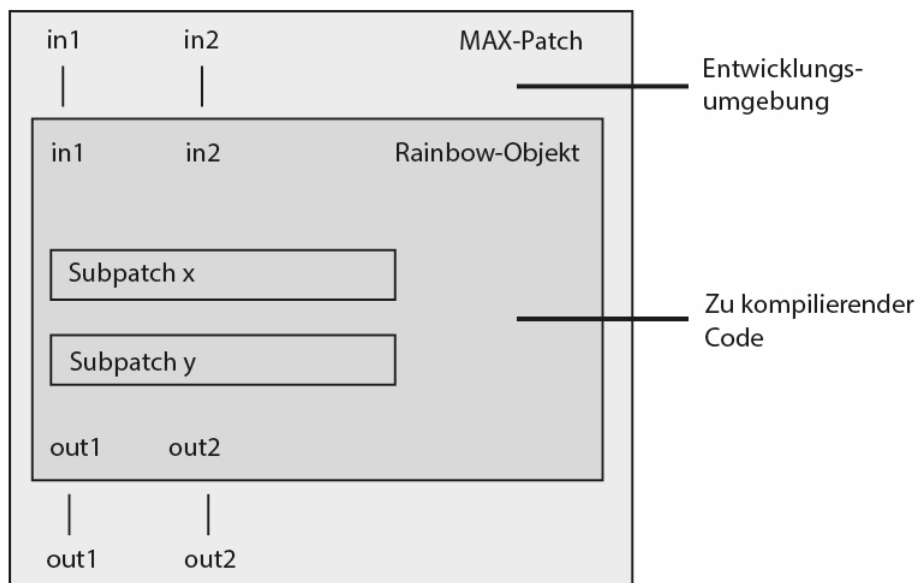 in1 in2 MAX-Patch
Entwicklungs-
umgebung
in1 in2 Rainbow-Objekt
Subpatch x
Zu kompilierender
Code
Subpatch y
out1 out2
out1 out2